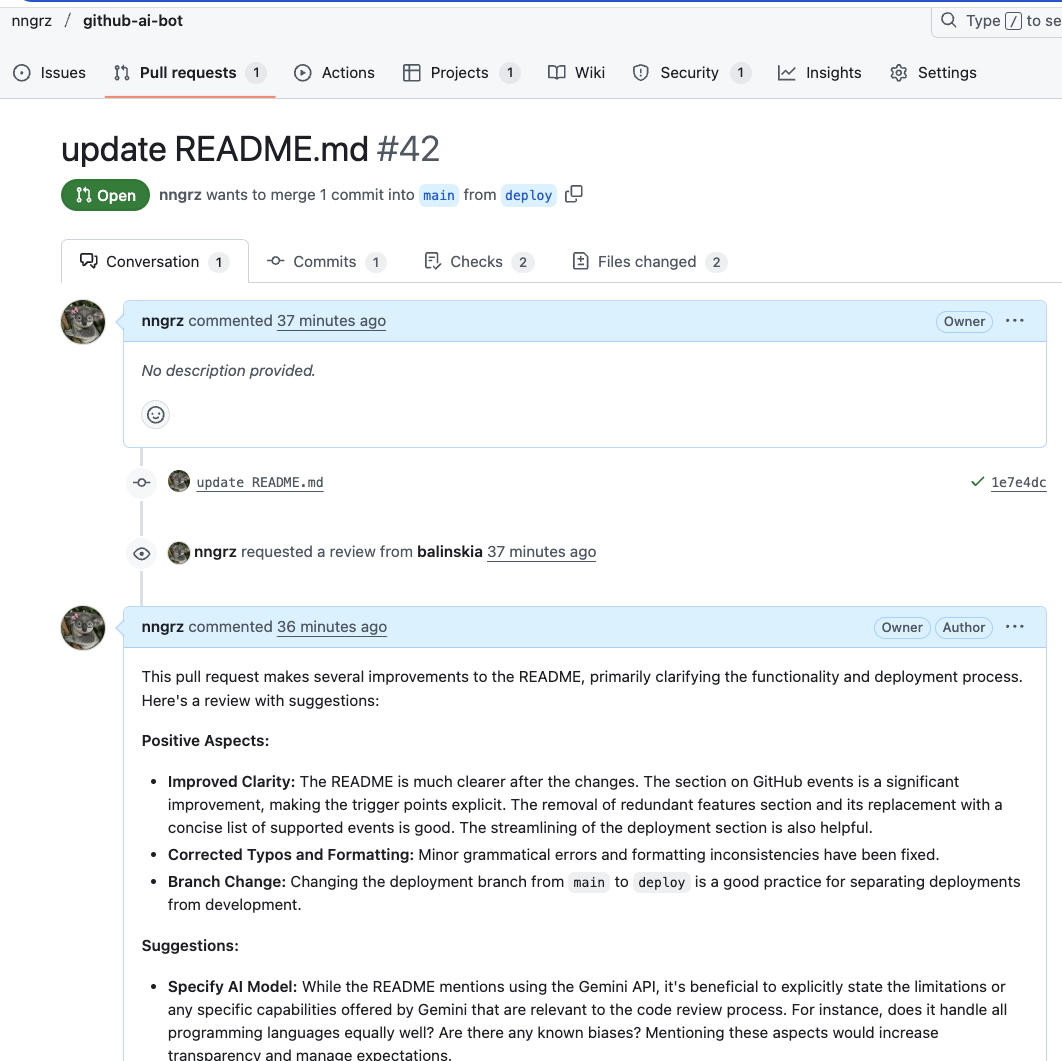 nngrz / github-ai-bot
Type / to se
Issues Pull requests 1 Actions Projects 1 Wiki Security 1 Insights Settings
update README.md #42
Open nngrz wants to merge 1 commit into main from deploy
Conversation 1 Commits 1 Checks 2 Files changed 2
nngrz commented 37 minutes ago Owner ...
No description provided.
update README.md 1e7e4dc
nngrz requested a review from balinskia 37 minutes ago
nngrz commented 36 minutes ago Owner Author ...
This pull request makes several improvements to the README, primarily clarifying the functionality and deployment process.
Here's a review with suggestions:
Positive Aspects:
• Improved Clarity: The README is much clearer after the changes. The section on GitHub events is a significant
improvement, making the trigger points explicit. The removal of redundant features section and its replacement with a
concise list of supported events is good. The streamlining of the deployment section is also helpful.
• Corrected Typos and Formatting: Minor grammatical errors and formatting inconsistencies have been fixed.
• Branch Change: Changing the deployment branch from main to deploy is a good practice for separating deployments
from development.
Suggestions:
• Specify AI Model: While the README mentions using the Gemini API, it's beneficial to explicitly state the limitations or
any specific capabilities offered by Gemini that are relevant to the code review process. For instance, does it handle all
programming languages equally well? Are there any known biases? Mentioning these aspects would increase
transparency and manage expectations.